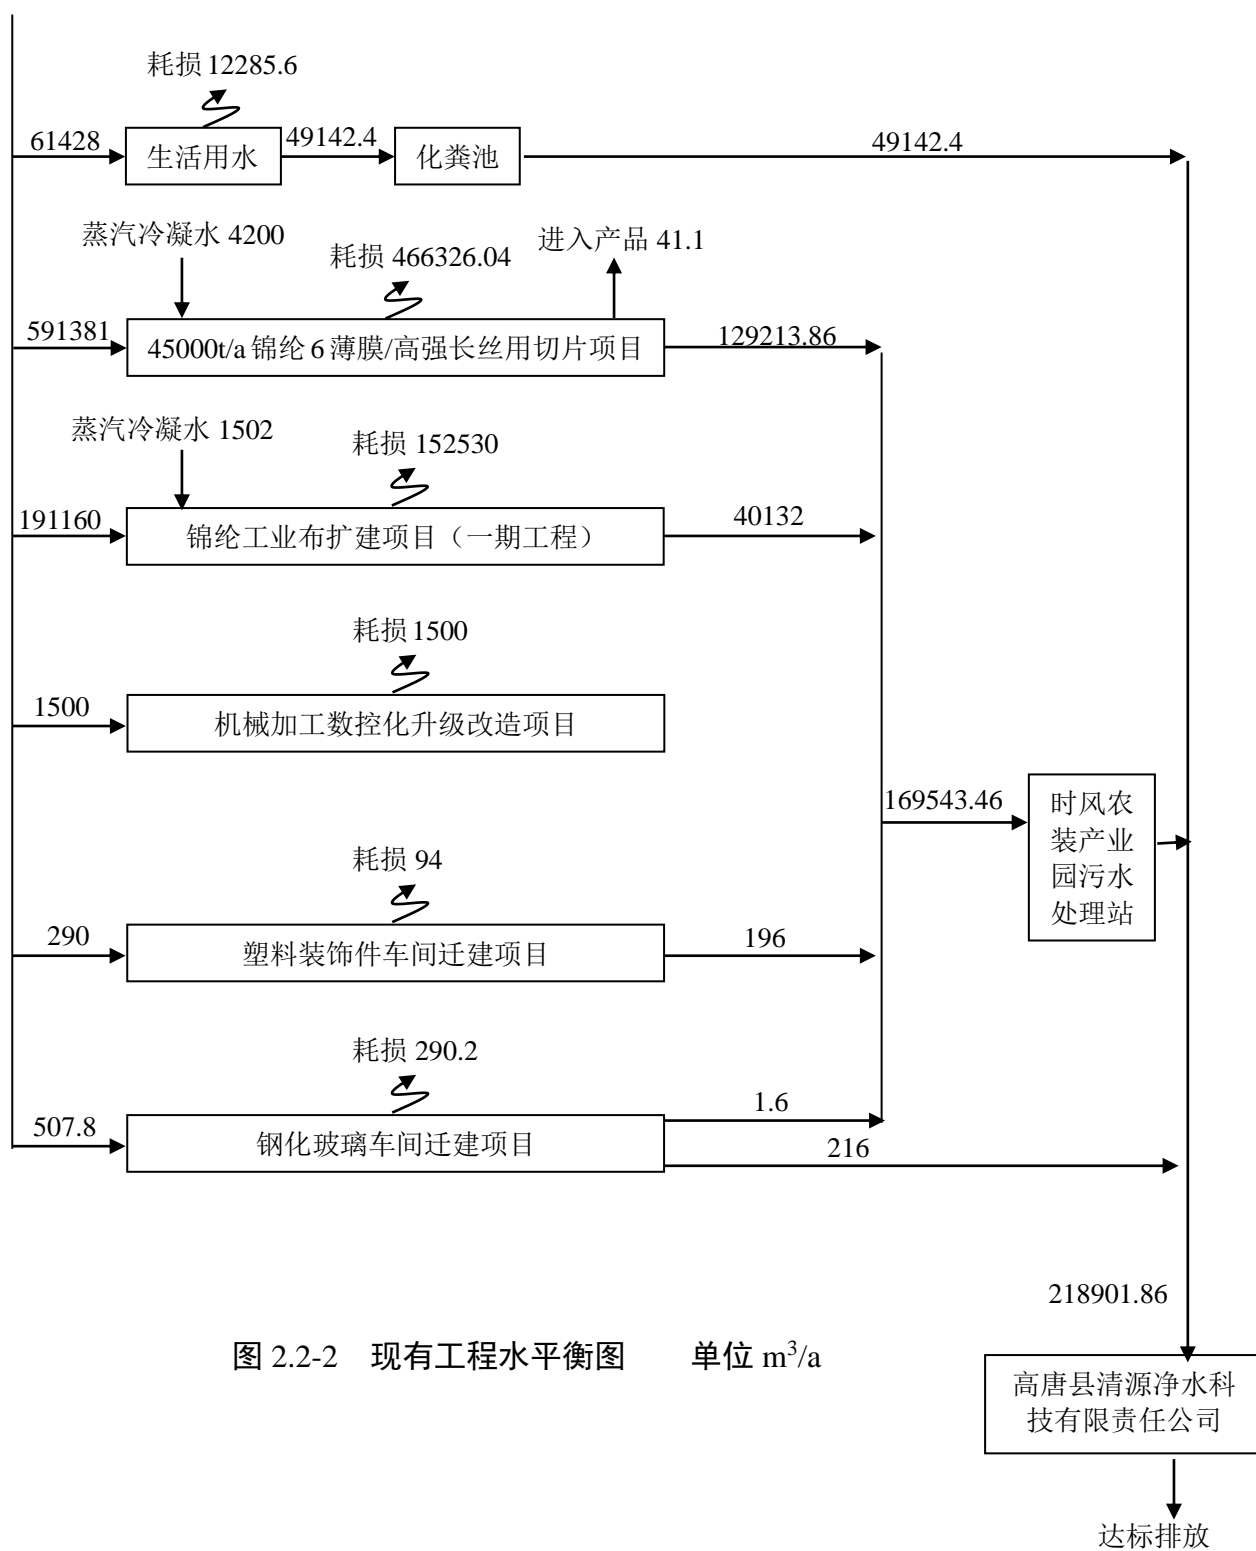 耗损 12285.6
61428
生活用水
49142.4
化粪池
49142.4
蒸汽冷凝水 4200
耗损 466326.04
进入产品 41.1
591381
45000t/a 锦纶 6 薄膜/高强长丝用切片项目
129213.86
蒸汽冷凝水 1502
耗损 152530
191160
锦纶工业布扩建项目（一期工程）
40132
耗损 1500
1500
机械加工数控化升级改造项目
169543.46
时风农
装产业
园污水
处理站
耗损 94
290
塑料装饰件车间迁建项目
196
耗损 290.2
507.8
钢化玻璃车间迁建项目
1.6
216
218901.86
图 2.2-2 现有工程水平衡图 单位 m³/a
高唐县清源净水科
技有限责任公司
达标排放